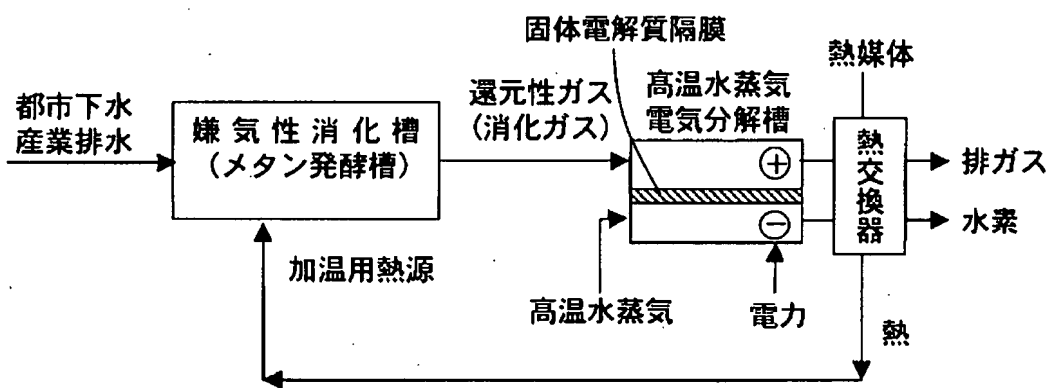 固体電解質隔膜
熱媒体
都市下水
産業排水
嫌気性消化槽
(メタン発酵槽)
還元性ガス
(消化ガス)
高温水蒸気
電気分解槽
+
−
熱交換器
排ガス
水素
加温用熱源
高温水蒸気
電力
熱